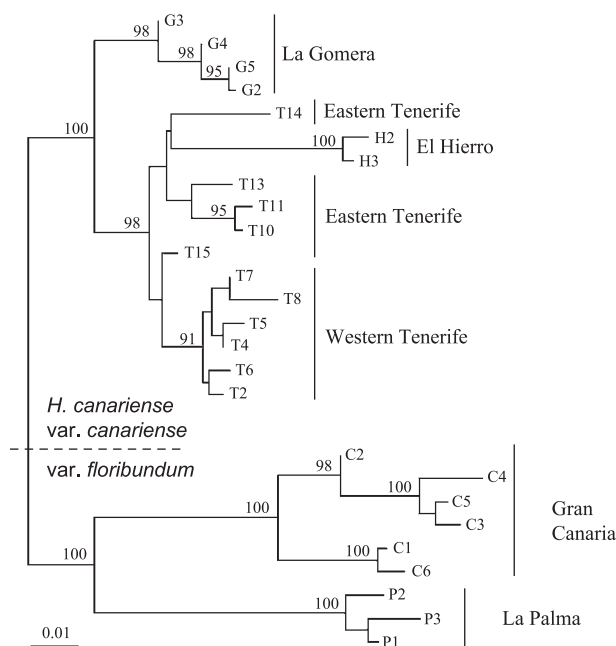 G3
98
G4
98
G5
95
G2
La Gomera
100
T14
Eastern Tenerife
100
H2
H3
El Hierro
98
T13
95
T11
T10
Eastern Tenerife
T15
T7
T8
T5
91
T4
T6
T2
Western Tenerife
H. canariense
var. canariense
var. floribundum
C2
98
C4
100
C5
C3
Gran
Canaria
100
100
C1
C6
P2
100
P3
P1
La Palma
0.01